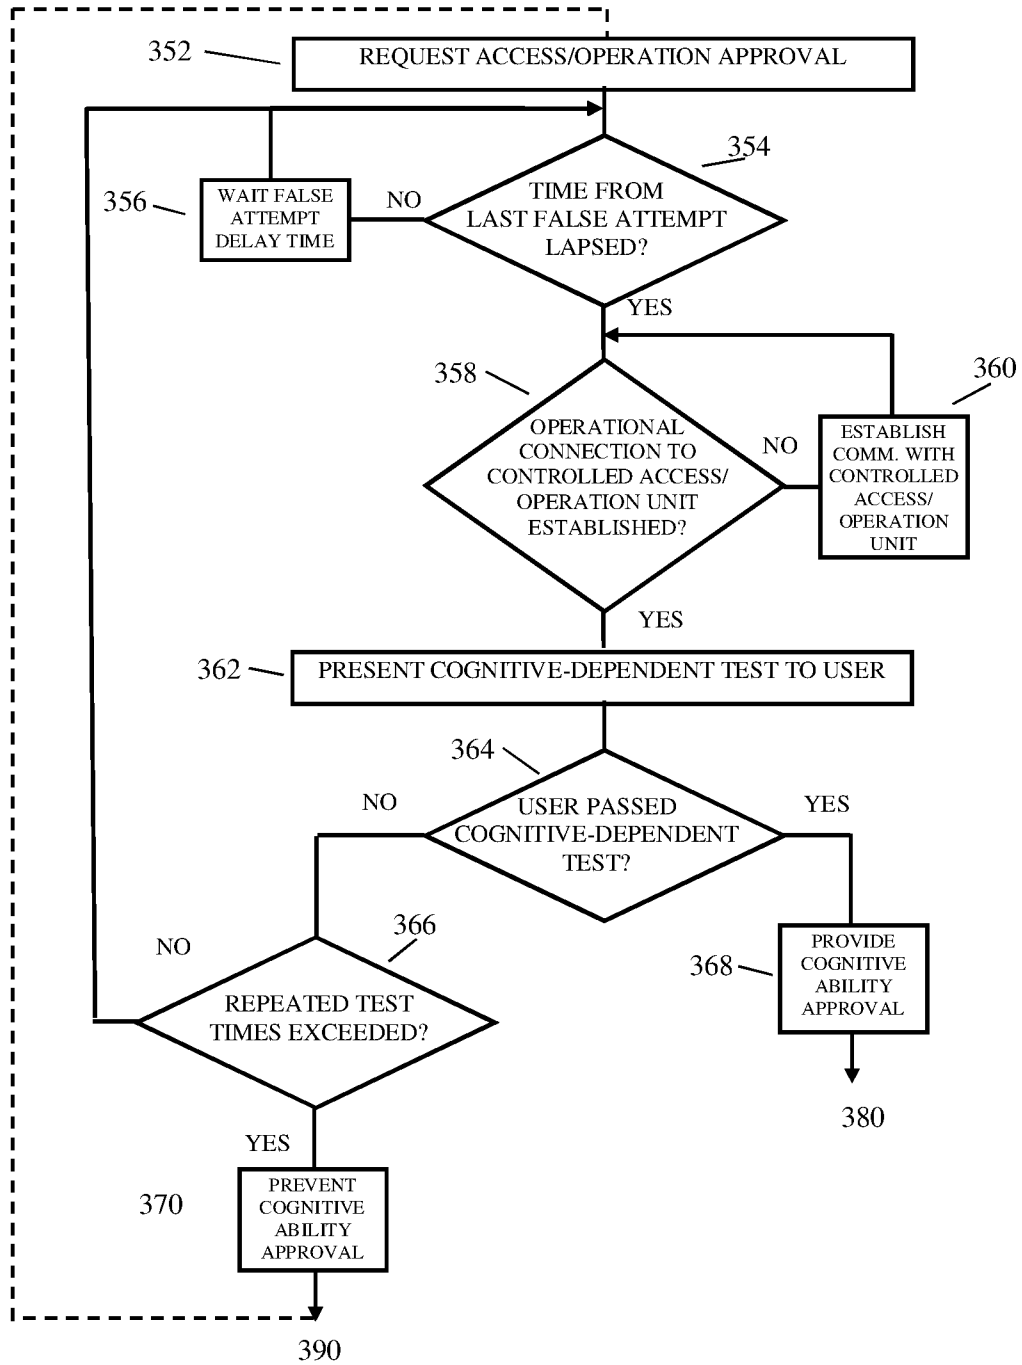 352
REQUEST ACCESS/OPERATION APPROVAL
354
TIME FROM
LAST FALSE ATTEMPT
LAPSED?
NO
356
WAIT FALSE
ATTEMPT
DELAY TIME
YES
358
OPERATIONAL
CONNECTION TO
CONTROLLED ACCESS/
OPERATION UNIT
ESTABLISHED?
NO
360
ESTABLISH
COMM. WITH
CONTROLLED
ACCESS/
OPERATION
UNIT
YES
362
PRESENT COGNITIVE-DEPENDENT TEST TO USER
364
USER PASSED
COGNITIVE-DEPENDENT
TEST?
NO
YES
366
REPEATED TEST
TIMES EXCEEDED?
NO
368
PROVIDE
COGNITIVE
ABILITY
APPROVAL
380
YES
370
PREVENT
COGNITIVE
ABILITY
APPROVAL
390